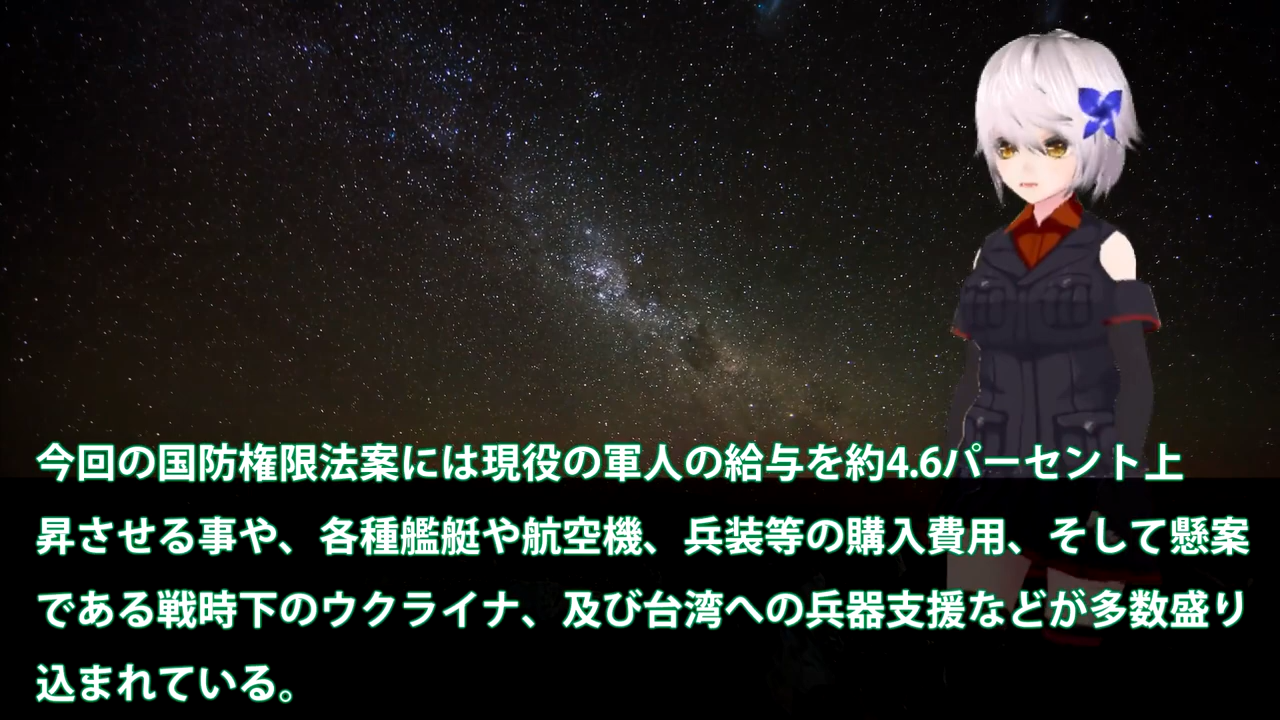 今回の国防権限法案には現役の軍人の給与を約4.6パーセント上
昇させる事や、各種艦艇や航空機、兵装等の購入費用、そして懸案
である戦時下のウクライナ、及び台湾への兵器支援などが多数盛り
込まれている。